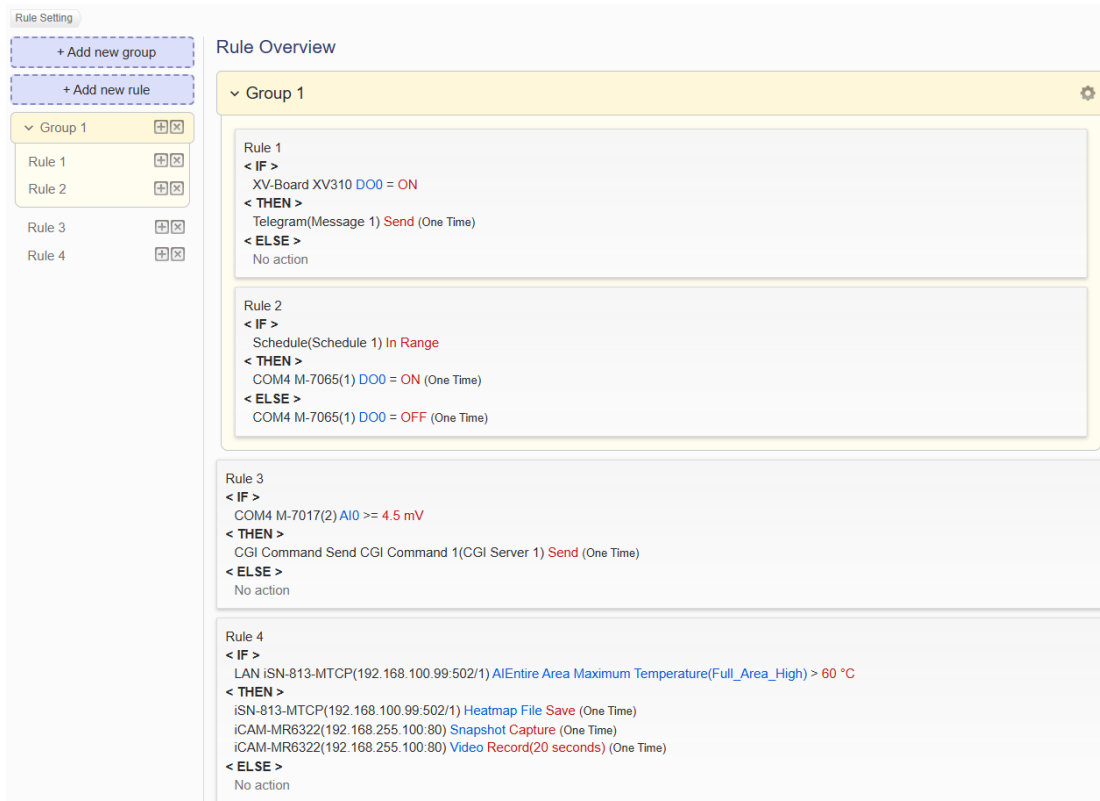 Rule Setting
+ Add new group
+ Add new rule
Group 1
Rule 1
Rule 2
Rule 3
Rule 4
Rule Overview
Group 1
Rule 1
< IF >
XV-Board XV310 DO0 = ON
< THEN >
Telegram(Message 1) Send (One Time)
< ELSE >
No action
Rule 2
< IF >
Schedule(Schedule 1) In Range
< THEN >
COM4 M-7065(1) DO0 = ON (One Time)
< ELSE >
COM4 M-7065(1) DO0 = OFF (One Time)
Rule 3
< IF >
COM4 M-7017(2) AI0 >= 4.5 mV
< THEN >
CGI Command Send CGI Command 1(CGI Server 1) Send (One Time)
< ELSE >
No action
Rule 4
< IF >
LAN iSN-813-MTCP(192.168.100.99:502/1) AIEntire Area Maximum Temperature(Full_Area_High) > 60 °C
< THEN >
iSN-813-MTCP(192.168.100.99:502/1) Heatmap File Save (One Time)
iCAM-MR6322(192.168.255.100:80) Snapshot Capture (One Time)
iCAM-MR6322(192.168.255.100:80) Video Record(20 seconds) (One Time)
< ELSE >
No action